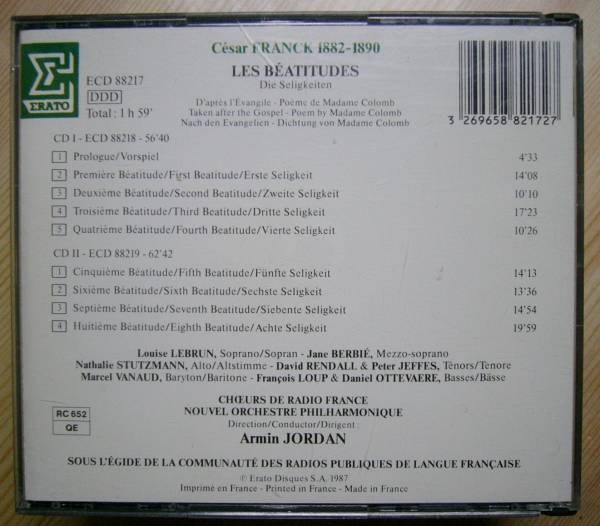 César FRANCK 1882-1890
LES BÉATITUDES
Die Seligkeiten
D'après l'Évangile - Poème de Madame Colomb
Taken after the Gospel - Poem by Madame Colomb
Nach den Evangelien - Dichtung von Madame Colomb
ERATO
ECD 88217
DDD
Total : 1 h 59'
3 269658 821727
CD I - ECD 88218 - 56'40
1 Prologue/Vorspiel 4'33
2 Première Béatitude/First Beatitude/Erste Seligkeit 14'08
3 Deuxième Béatitude/Second Beatitude/Zweite Seligkeit 10'10
4 Troisième Béatitude/Third Beatitude/Dritte Seligkeit 17'23
5 Quatrième Béatitude/Fourth Beatitude/Vierte Seligkeit 10'26
CD II - ECD 88219 - 62'42
1 Cinquième Béatitude/Fifth Beatitude/Fünfte Seligkeit 14'13
2 Sixième Béatitude/Sixth Beatitude/Sechste Seligkeit 13'36
3 Septième Béatitude/Seventh Beatitude/Siebente Seligkeit 14'54
4 Huitième Béatitude/Eighth Beatitude/Achte Seligkeit 19'59
Louise LEBRUN, Soprano/Sopran - Jane BERBIÉ, Mezzo-soprano
Nathalie STUTZMANN, Alto/Altstimme - David RENDALL & Peter JEFFES, Ténors/Tenore
Marcel VANAUD, Baryton/Baritone - François LOUP & Daniel OTTEVAERE, Basses/Bässe
CHŒURS DE RADIO FRANCE
NOUVEL ORCHESTRE PHILHARMONIQUE
Direction/Conductor/Dirigent :
Armin JORDAN
RC 652
QE
SOUS L'ÉGIDE DE LA COMMUNAUTÉ DES RADIOS PUBLIQUES DE LANGUE FRANÇAISE
℗ Erato Disques S.A. 1987
Imprimé en France - Printed in France - Made in France